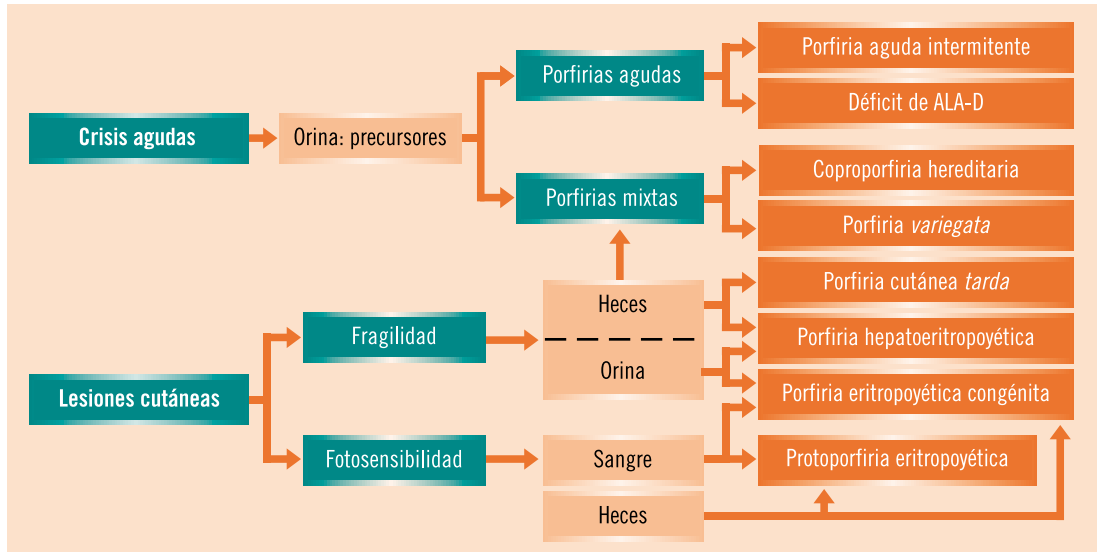 Crisis agudas
Orina: precursores
Porfirias agudas
Porfiria aguda intermitente
Déficit de ALA-D
Porfirias mixtas
Coproporfiria hereditaria
Porfiria variegata
Lesiones cutáneas
Fragilidad
Heces
Orina
Porfiria cutánea tarda
Porfiria hepatoeritropoyética
Porfiria eritropoyética congénita
Fotosensibilidad
Sangre
Protoporfiria eritropoyética
Heces